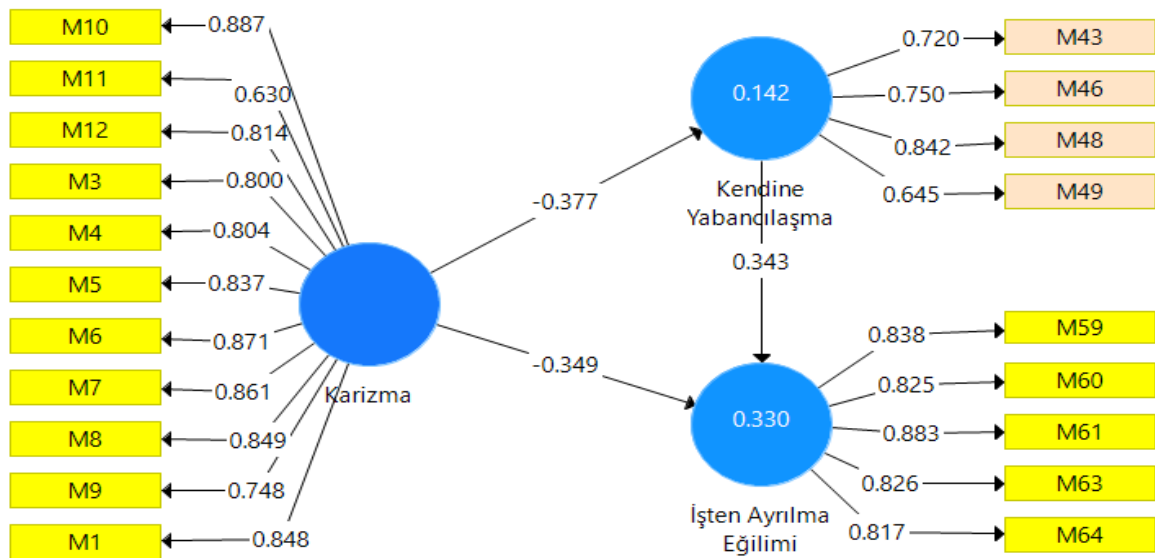 M10
M11
M12
M3
M4
M5
M6
M7
M8
M9
M1
0.887
0.630
0.814
0.800
0.804
0.837
0.871
0.861
0.849
0.748
0.848
Karizma
-0.377
-0.349
0.142
Kendine
Yabancılaşma
0.343
0.330
İşten Ayrılma
Eğilimi
0.720
0.750
0.842
0.645
M43
M46
M48
M49
0.838
0.825
0.883
0.826
0.817
M59
M60
M61
M63
M64